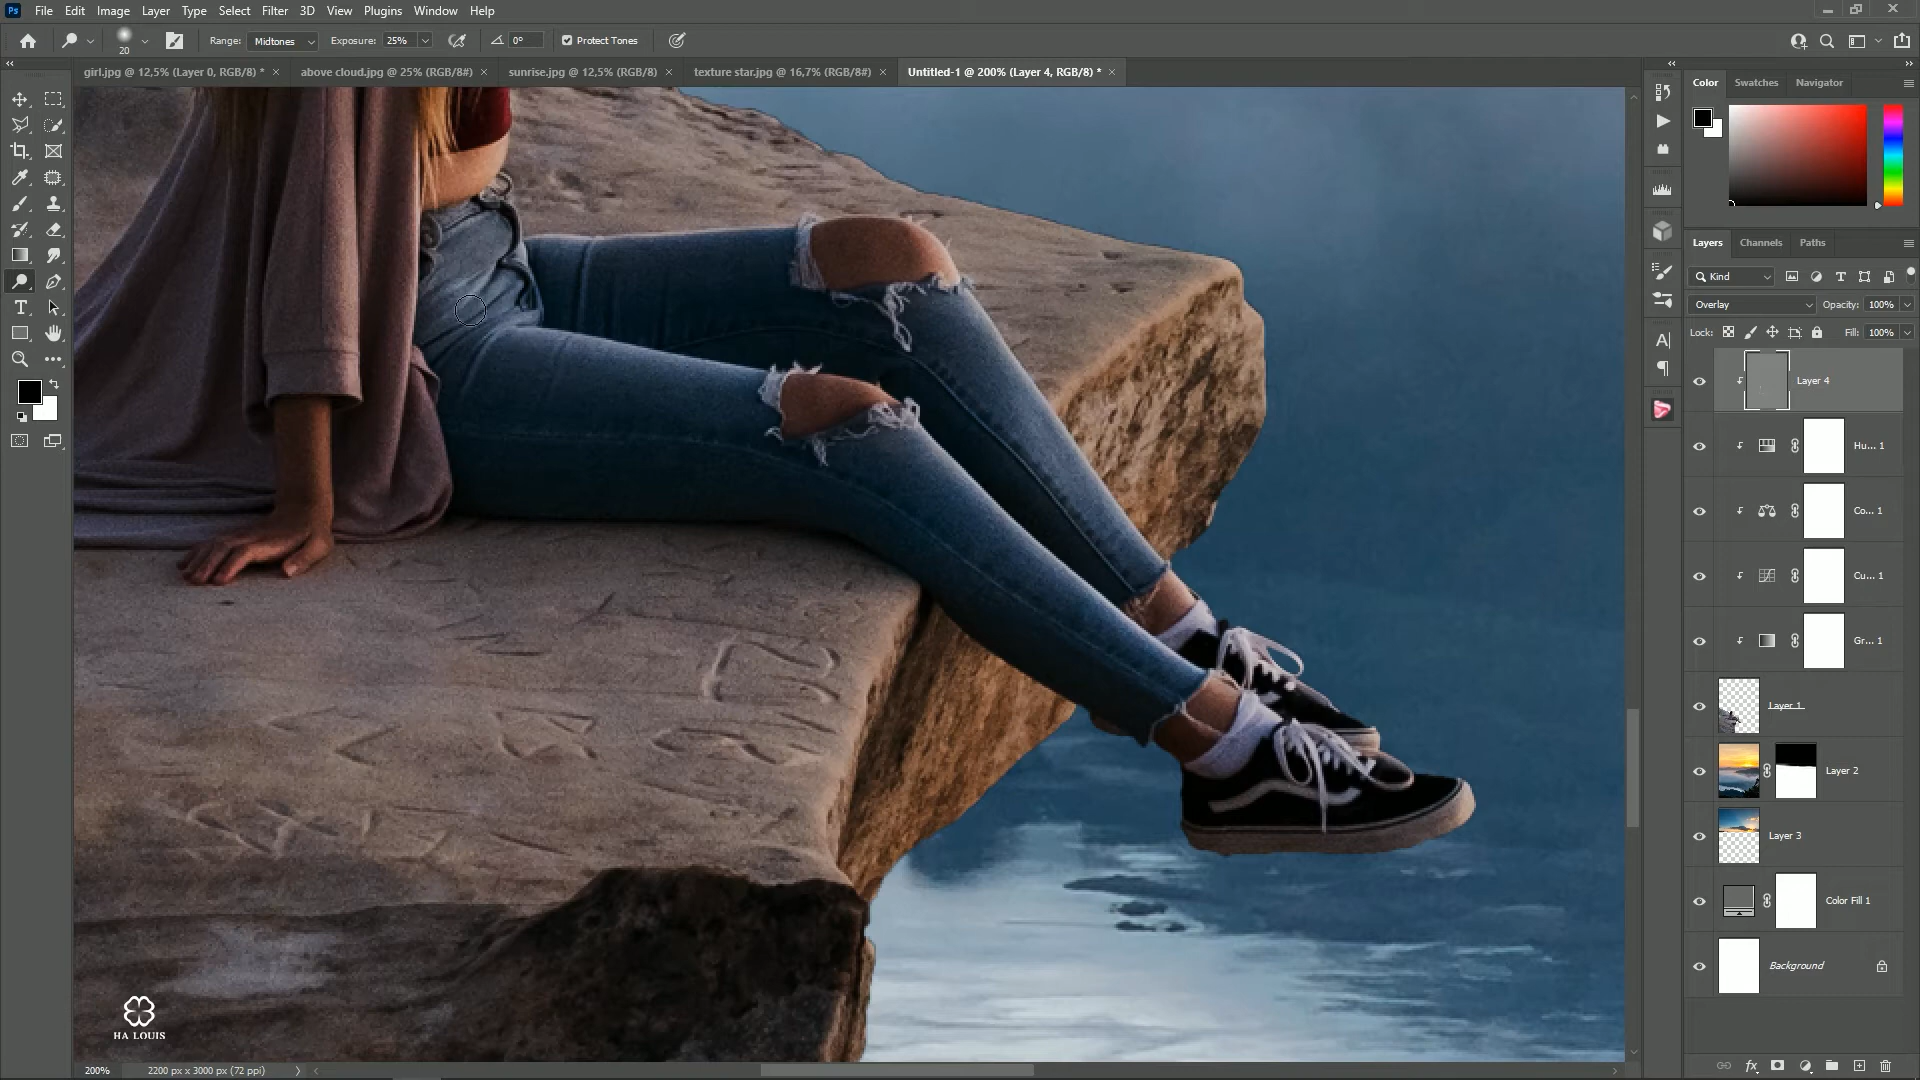 File Edit Image Layer Type Select Filter 3D View Plugins Window Help
20 Range: Midtones Exposure: 25% 0° Protect Tones
girl.jpg @ 12,5% (Layer 0, RGB/8) * × above cloud.jpg @ 25% (RGB/8#) × sunrise.jpg @ 12,5% (RGB/8) × texture star.jpg @ 16,7% (RGB/8#) × Untitled-1 @ 200% (Layer 4, RGB/8) * ×
Color Swatches Navigator
Layers Channels Paths
Kind
Overlay Opacity: 100%
Lock: Fill: 100%
Layer 4
Hu... 1
Co... 1
Cu... 1
Gr... 1
Layer 1
Layer 2
Layer 3
Color Fill 1
Background
HA LOUIS
200% 2200 px x 3000 px (72 ppi)